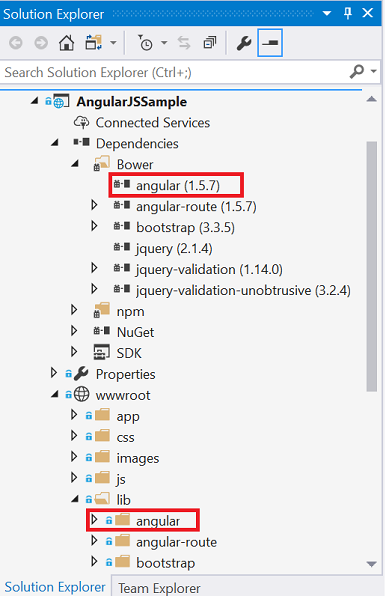 Solution Explorer
Search Solution Explorer (Ctrl+;)
AngularJSSample
Connected Services
Dependencies
Bower
angular (1.5.7)
angular-route (1.5.7)
bootstrap (3.3.5)
jquery (2.1.4)
jquery-validation (1.14.0)
jquery-validation-unobtrusive (3.2.4)
npm
NuGet
SDK
Properties
wwwroot
app
css
images
js
lib
angular
angular-route
bootstrap
Solution Explorer Team Explorer